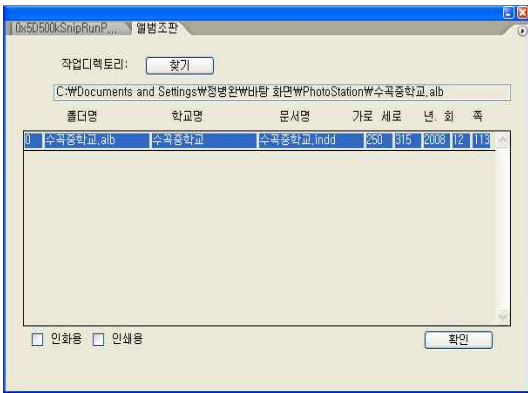 0x5D500kSnipRunP... 앨범조판
작업디렉토리: 찾기
C:₩Documents and Settings₩정병완₩바탕 화면₩PhotoStation₩수곡중학교.alb
폴더명 학교명 문서명 가로 세로 년. 회 쪽
0 수곡중학교.alb 수곡중학교 수곡중학교.indd 250 315 2008 12 113
인화용 인쇄용 확인